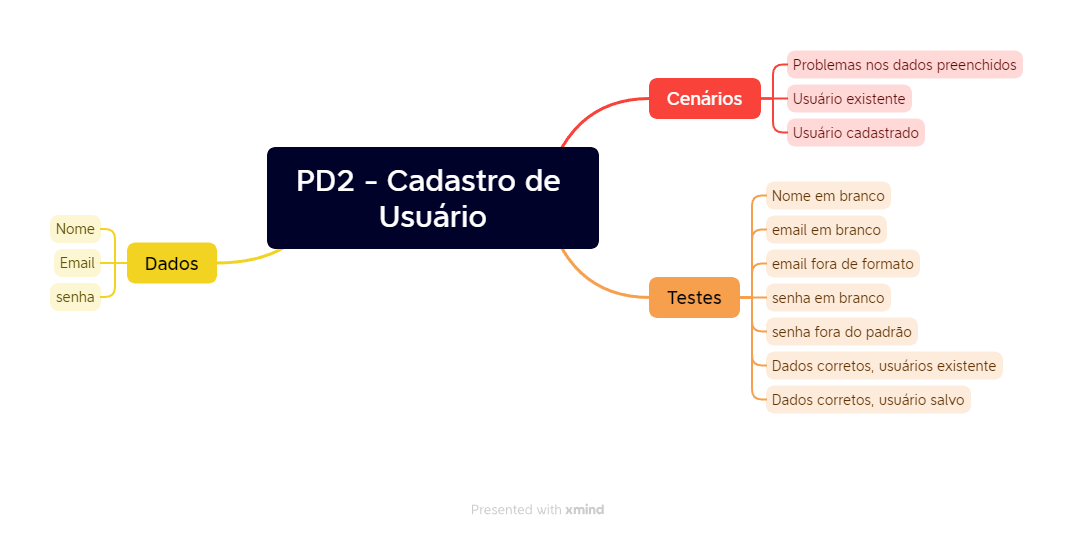 PD2 - Cadastro de
Usuário
Cenários
Problemas nos dados preenchidos
Usuário existente
Usuário cadastrado
Testes
Nome em branco
email em branco
email fora de formato
senha em branco
senha fora do padrão
Dados corretos, usuários existente
Dados corretos, usuário salvo
Dados
Nome
Email
senha
Presented with xmind